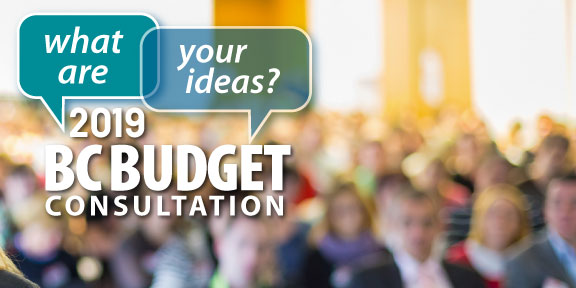 what
are
your
ideas?
2019
BC BUDGET
CONSULTATION